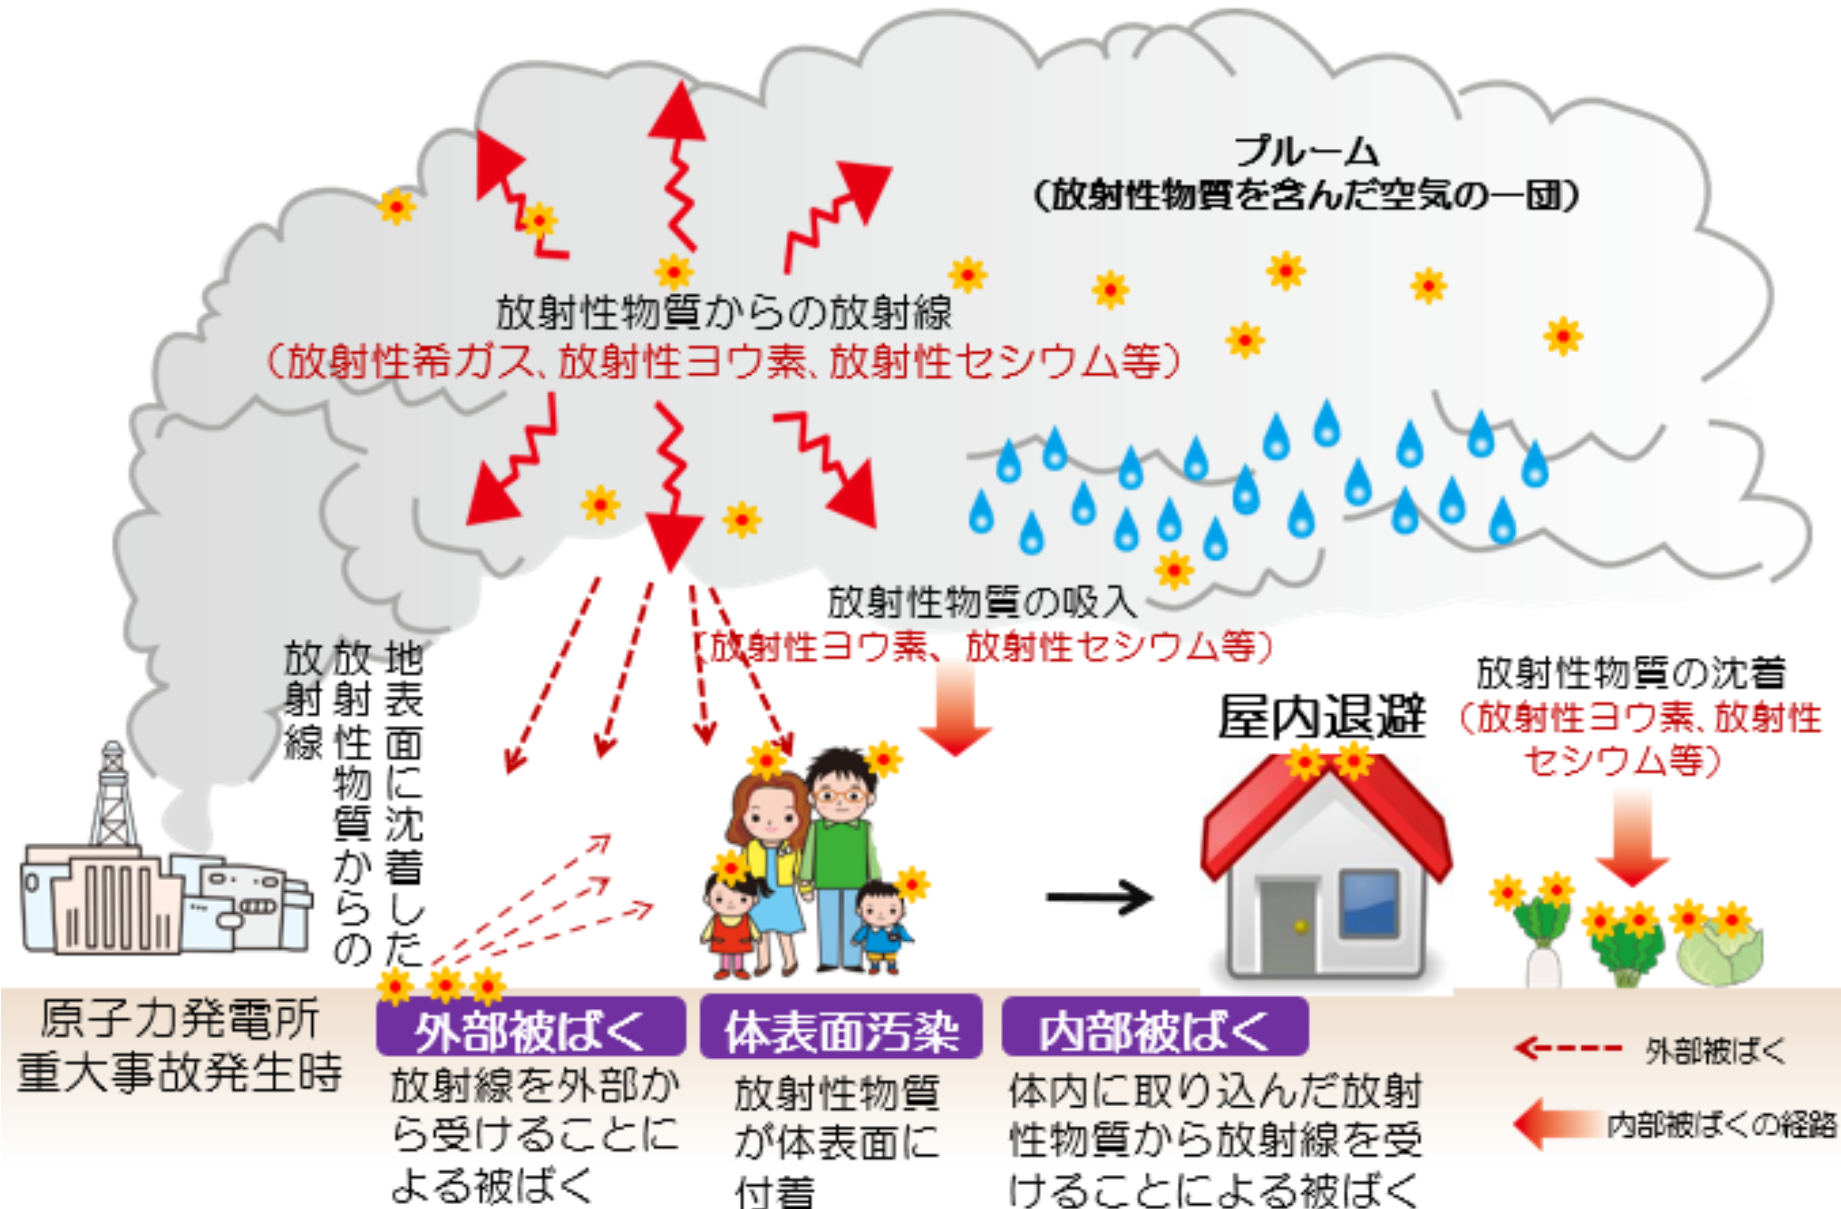 プルーム
（放射性物質を含んだ空気の一団）
放射性物質からの放射線
（放射性希ガス、放射性ヨウ素、放射性セシウム等）
放射性物質の吸入
（放射性ヨウ素、放射性セシウム等）
地表面に沈着した
放射性物質からの
放射線
屋内退避
放射性物質の沈着
（放射性ヨウ素、放射性
セシウム等）
原子力発電所
重大事故発生時
外部被ばく
放射線を外部か
ら受けることに
よる被ばく
体表面汚染
放射性物質
が体表面に
付着
内部被ばく
体内に取り込んだ放射
性物質から放射線を受
けることによる被ばく
外部被ばく
内部被ばくの経路